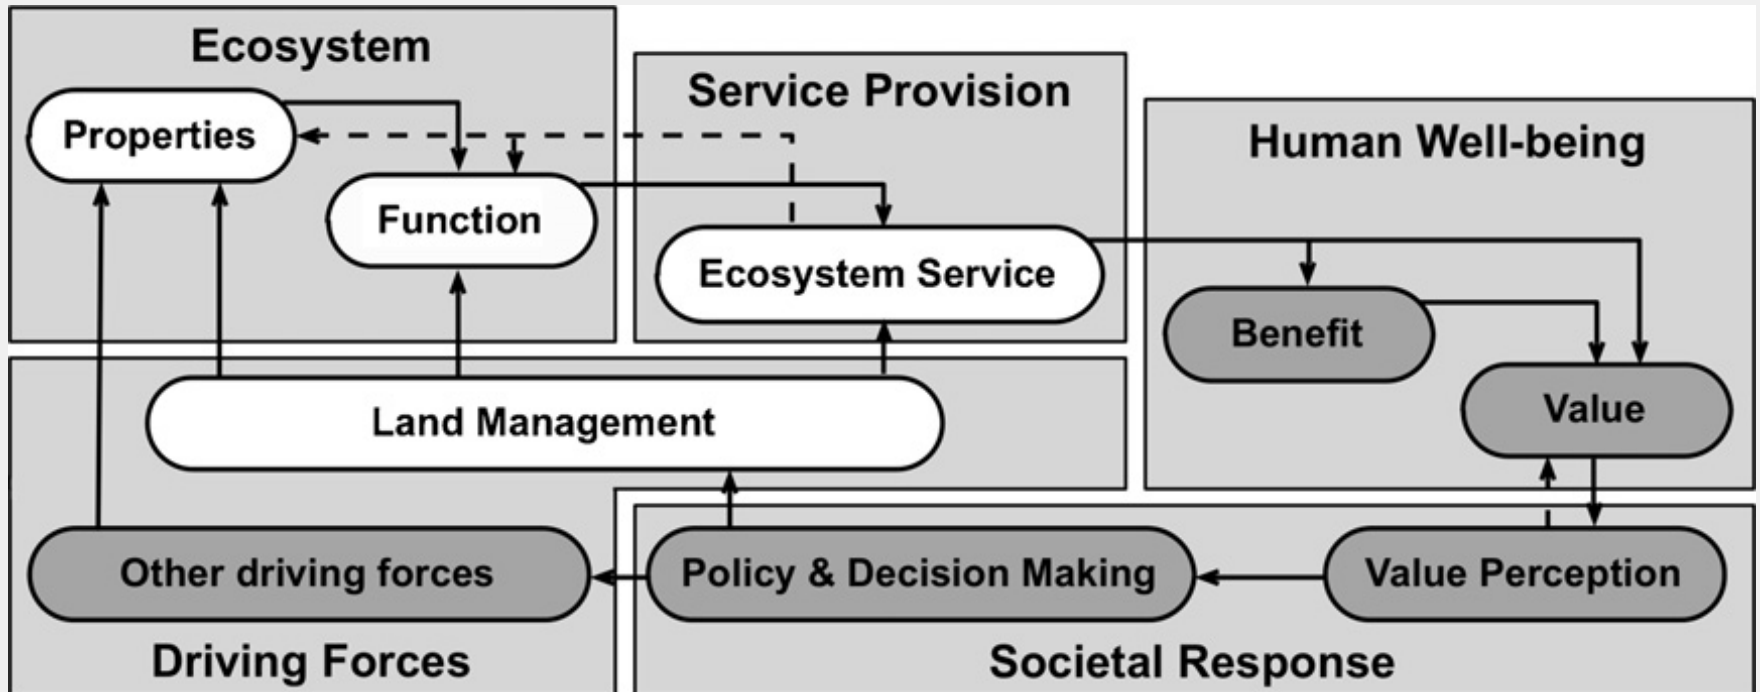 Ecosystem
Properties
Function
Service Provision
Ecosystem Service
Human Well-being
Benefit
Value
Land Management
Other driving forces
Driving Forces
Policy & Decision Making
Value Perception
Societal Response